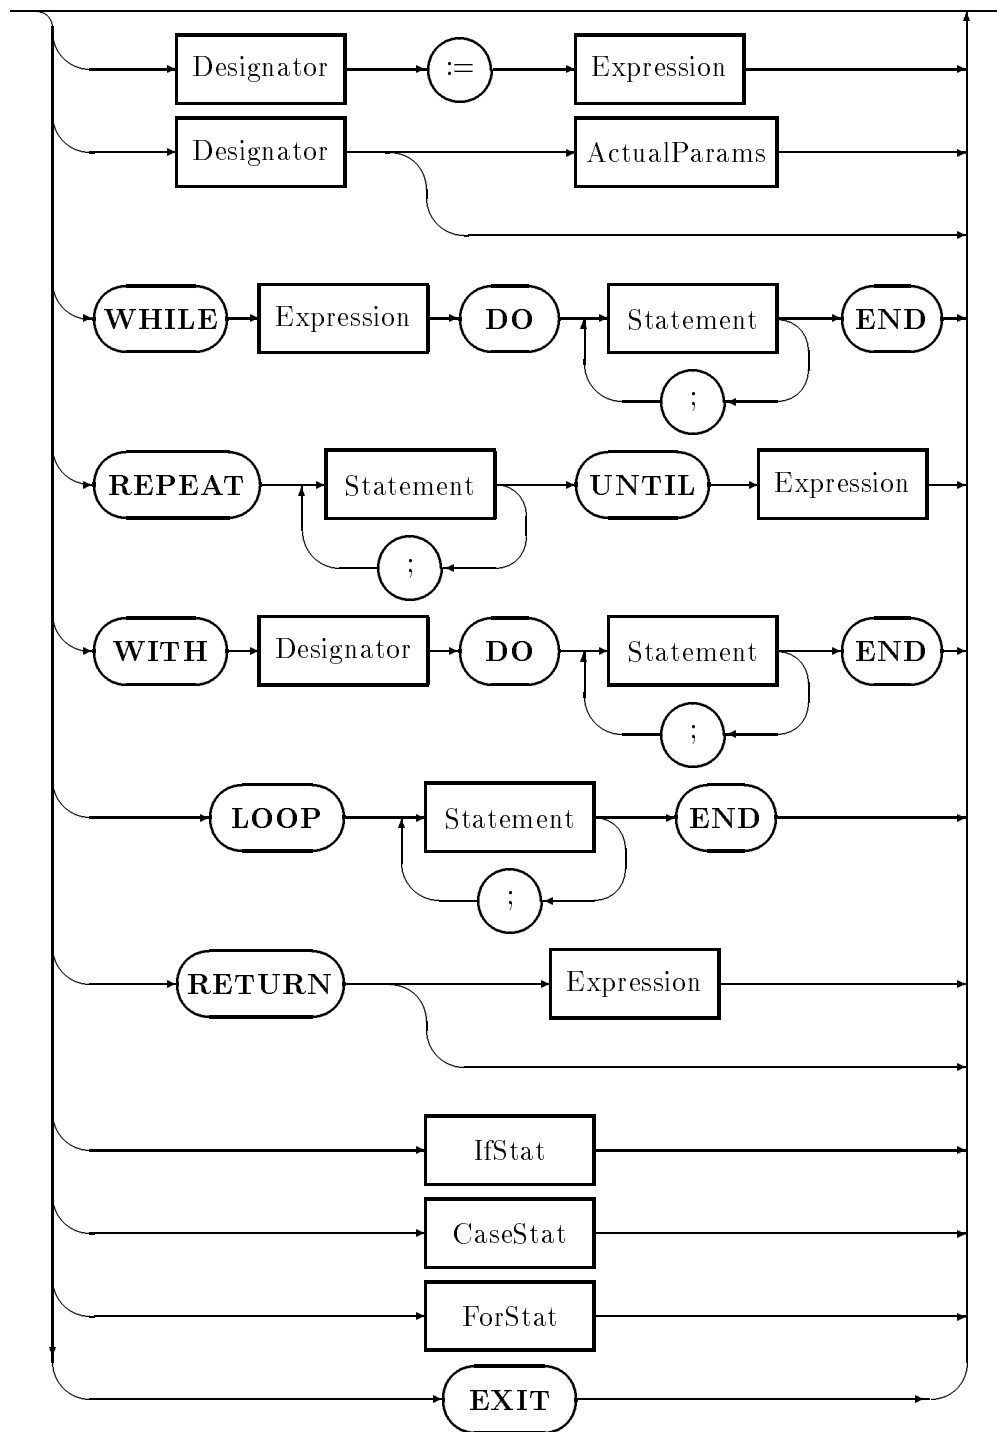 Designator := Expression
Designator ActualParams
WHILE Expression DO Statement END
;
REPEAT Statement UNTIL Expression
;
WITH Designator DO Statement END
;
LOOP Statement END
;
RETURN Expression
IfStat
CaseStat
ForStat
EXIT